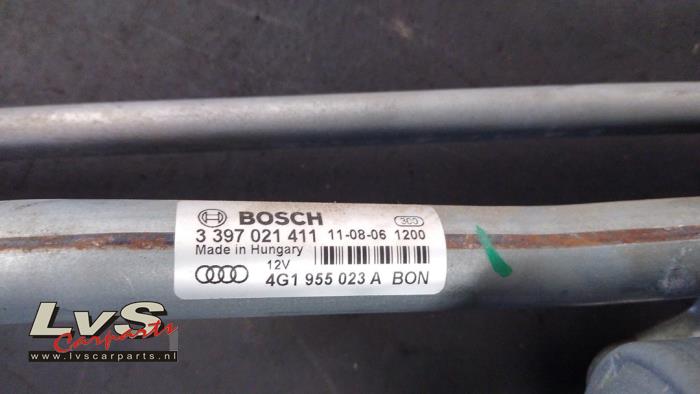 BOSCH
3C0
3 397 021 411 11-08-06 1200
Made in Hungary
12V
4G1 955 023 A BON
LvS
Carparts
www.lvscarparts.nl